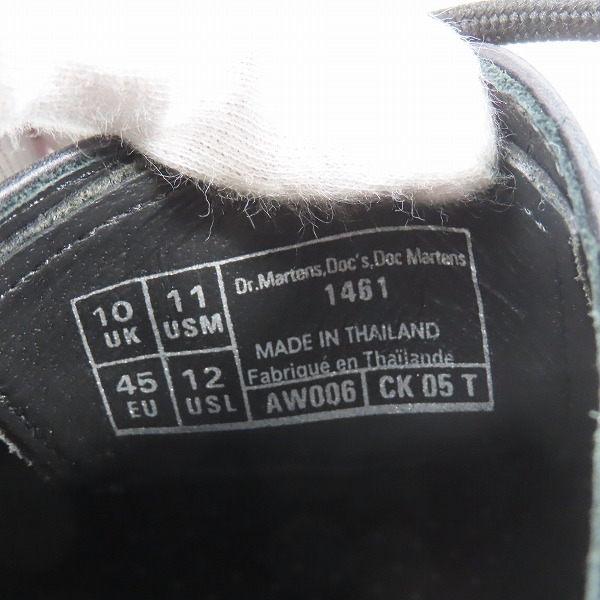 10 UK
11 USM
45 EU
12 USL
Dr.Martens,Doc's,Doc Martens
1461
MADE IN THAILAND
Fabriqué en Thaïlande
AW006
CK 05 T